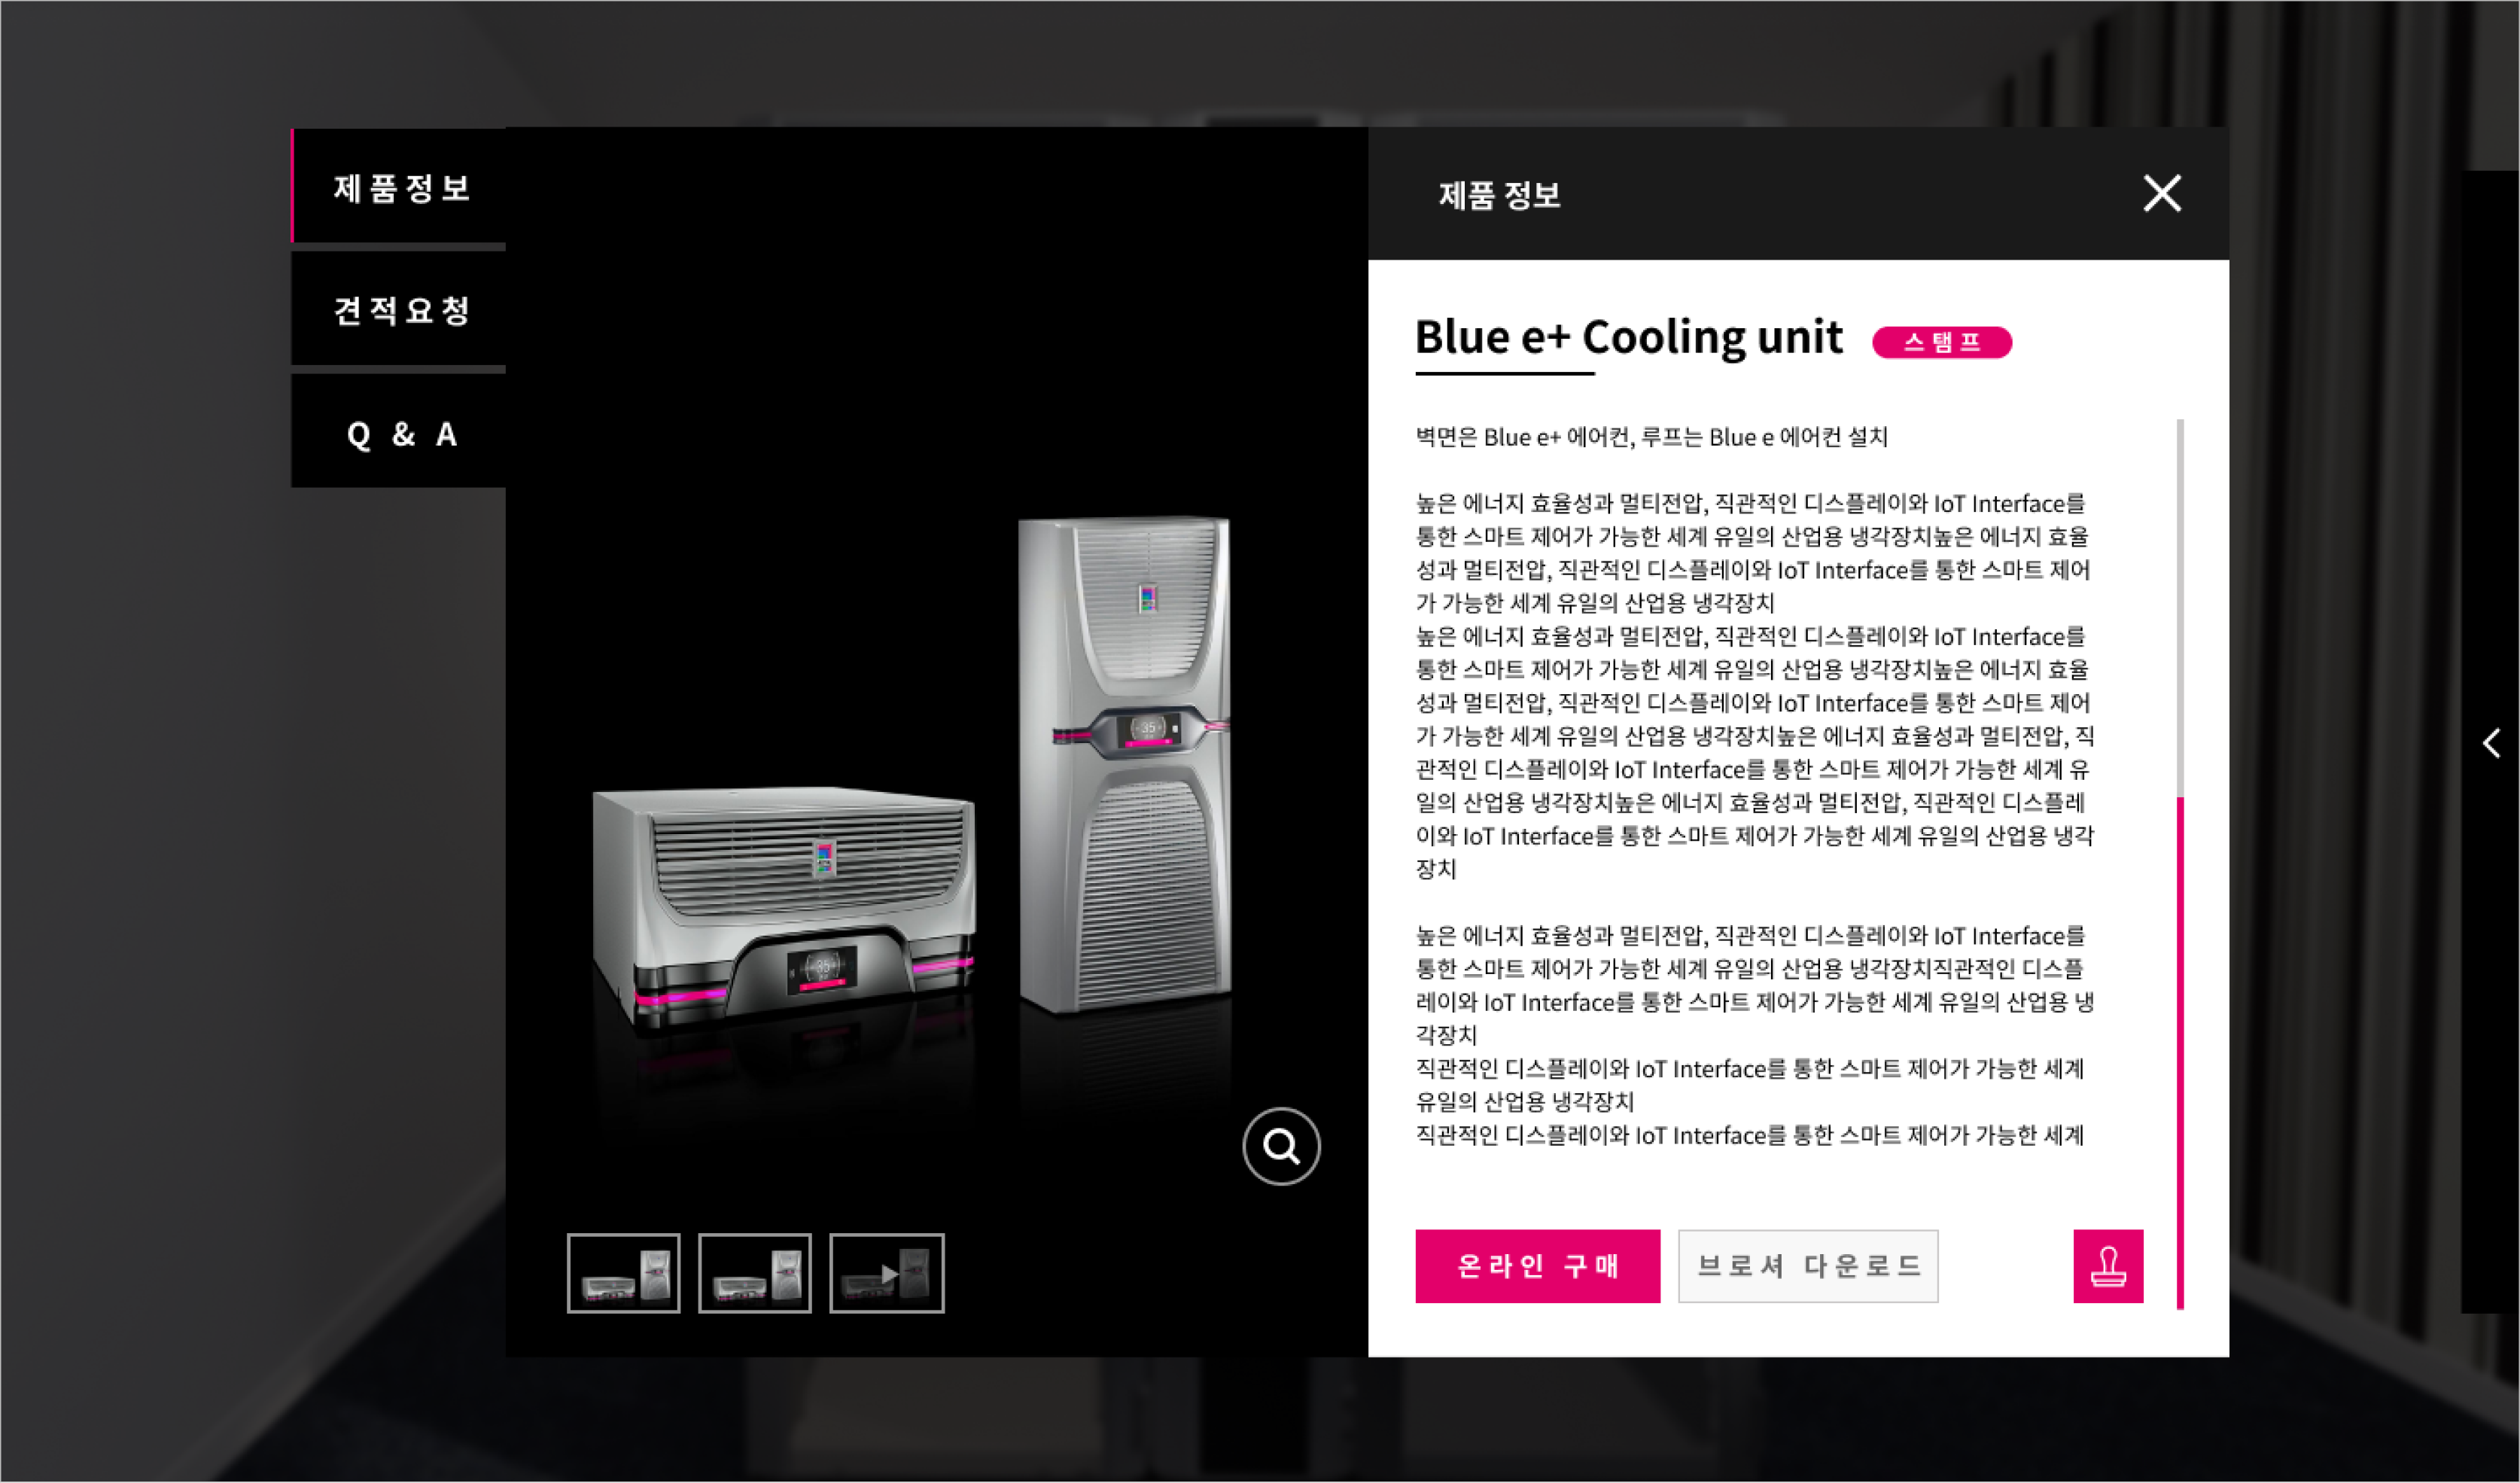 제품정보
견적요청
Q & A
제품 정보
Blue e+ Cooling unit 스탬프
벽면은 Blue e+ 에어컨, 루프는 Blue e 에어컨 설치
높은 에너지 효율성과 멀티전압, 직관적인 디스플레이와 IoT Interface를
통한 스마트 제어가 가능한 세계 유일의 산업용 냉각장치높은 에너지 효율
성과 멀티전압, 직관적인 디스플레이와 IoT Interface를 통한 스마트 제어
가 가능한 세계 유일의 산업용 냉각장치
높은 에너지 효율성과 멀티전압, 직관적인 디스플레이와 IoT Interface를
통한 스마트 제어가 가능한 세계 유일의 산업용 냉각장치높은 에너지 효율
성과 멀티전압, 직관적인 디스플레이와 IoT Interface를 통한 스마트 제어
가 가능한 세계 유일의 산업용 냉각장치높은 에너지 효율성과 멀티전압, 직
관적인 디스플레이와 IoT Interface를 통한 스마트 제어가 가능한 세계 유
일의 산업용 냉각장치높은 에너지 효율성과 멀티전압, 직관적인 디스플레
이와 IoT Interface를 통한 스마트 제어가 가능한 세계 유일의 산업용 냉각
장치
높은 에너지 효율성과 멀티전압, 직관적인 디스플레이와 IoT Interface를
통한 스마트 제어가 가능한 세계 유일의 산업용 냉각장치직관적인 디스플
레이와 IoT Interface를 통한 스마트 제어가 가능한 세계 유일의 산업용 냉
각장치
직관적인 디스플레이와 IoT Interface를 통한 스마트 제어가 가능한 세계
유일의 산업용 냉각장치
직관적인 디스플레이와 IoT Interface를 통한 스마트 제어가 가능한 세계
온라인 구매
브로셔 다운로드
35
35